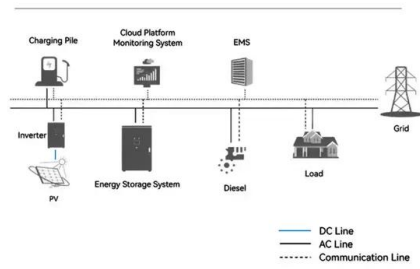 Charging Pile
Cloud Platform
Monitoring System
EMS
Grid
Inverter
PV
Energy Storage System
Diesel
Load
DC Line
AC Line
Communication Line